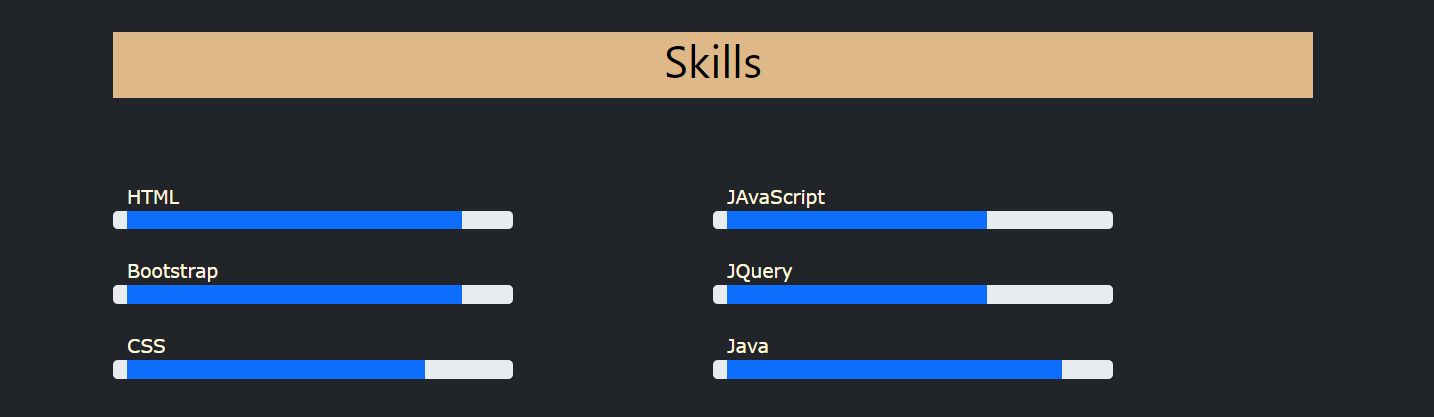 Skills
HTML
JAvaScript
Bootstrap
JQuery
CSS
Java